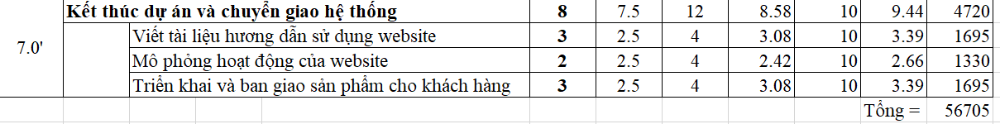 Kết thúc dự án và chuyển giao hệ thống 8 7.5 12 8.58 10 9.44 4720
7.0'
Viết tài liệu hương dẫn sử dụng website 3 2.5 4 3.08 10 3.39 1695
Mô phỏng hoạt động của website 2 2.5 4 2.42 10 2.66 1330
Triển khai và ban giao sản phẩm cho khách hàng 3 2.5 4 3.08 10 3.39 1695
Tổng = 56705